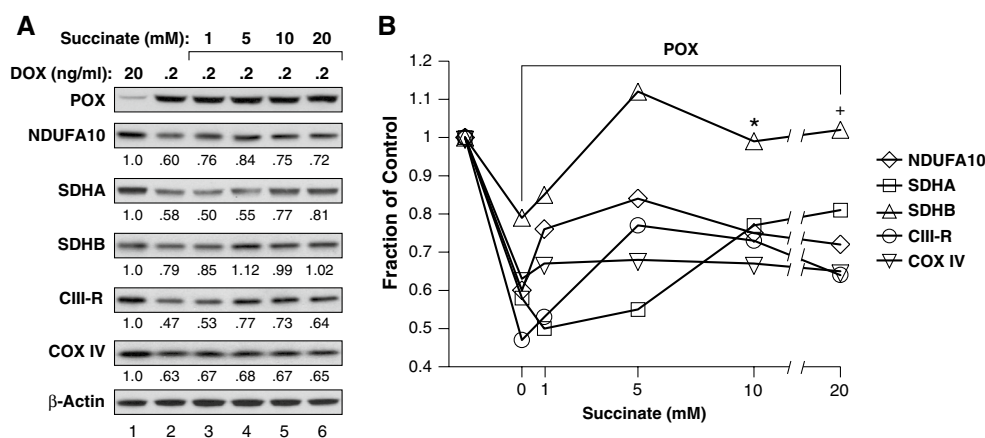 A
Succinate (mM): 1 5 10 20
DOX (ng/ml): 20 .2 .2 .2 .2 .2
POX
NDUFA10
1.0 .60 .76 .84 .75 .72
SDHA
1.0 .58 .50 .55 .77 .81
SDHB
1.0 .79 .85 1.12 .99 1.02
CIII-R
1.0 .47 .53 .77 .73 .64
COX IV
1.0 .63 .67 .68 .67 .65
β-Actin
1 2 3 4 5 6
B
POX
1.2
1.1
1
0.9
0.8
0.7
0.6
0.5
0.4
Fraction of Control
*
+
0 1 5 10 20
Succinate (mM)
NDUFA10
SDHA
SDHB
CIII-R
COX IV